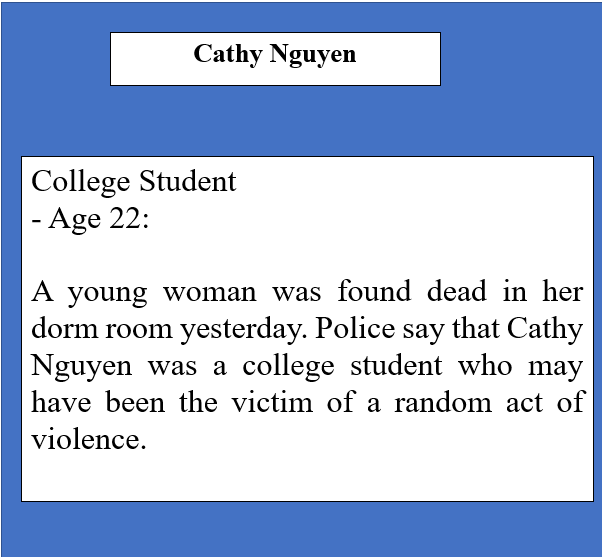 Cathy Nguyen
College Student
- Age 22:
A young woman was found dead in her
dorm room yesterday. Police say that Cathy
Nguyen was a college student who may
have been the victim of a random act of
violence.